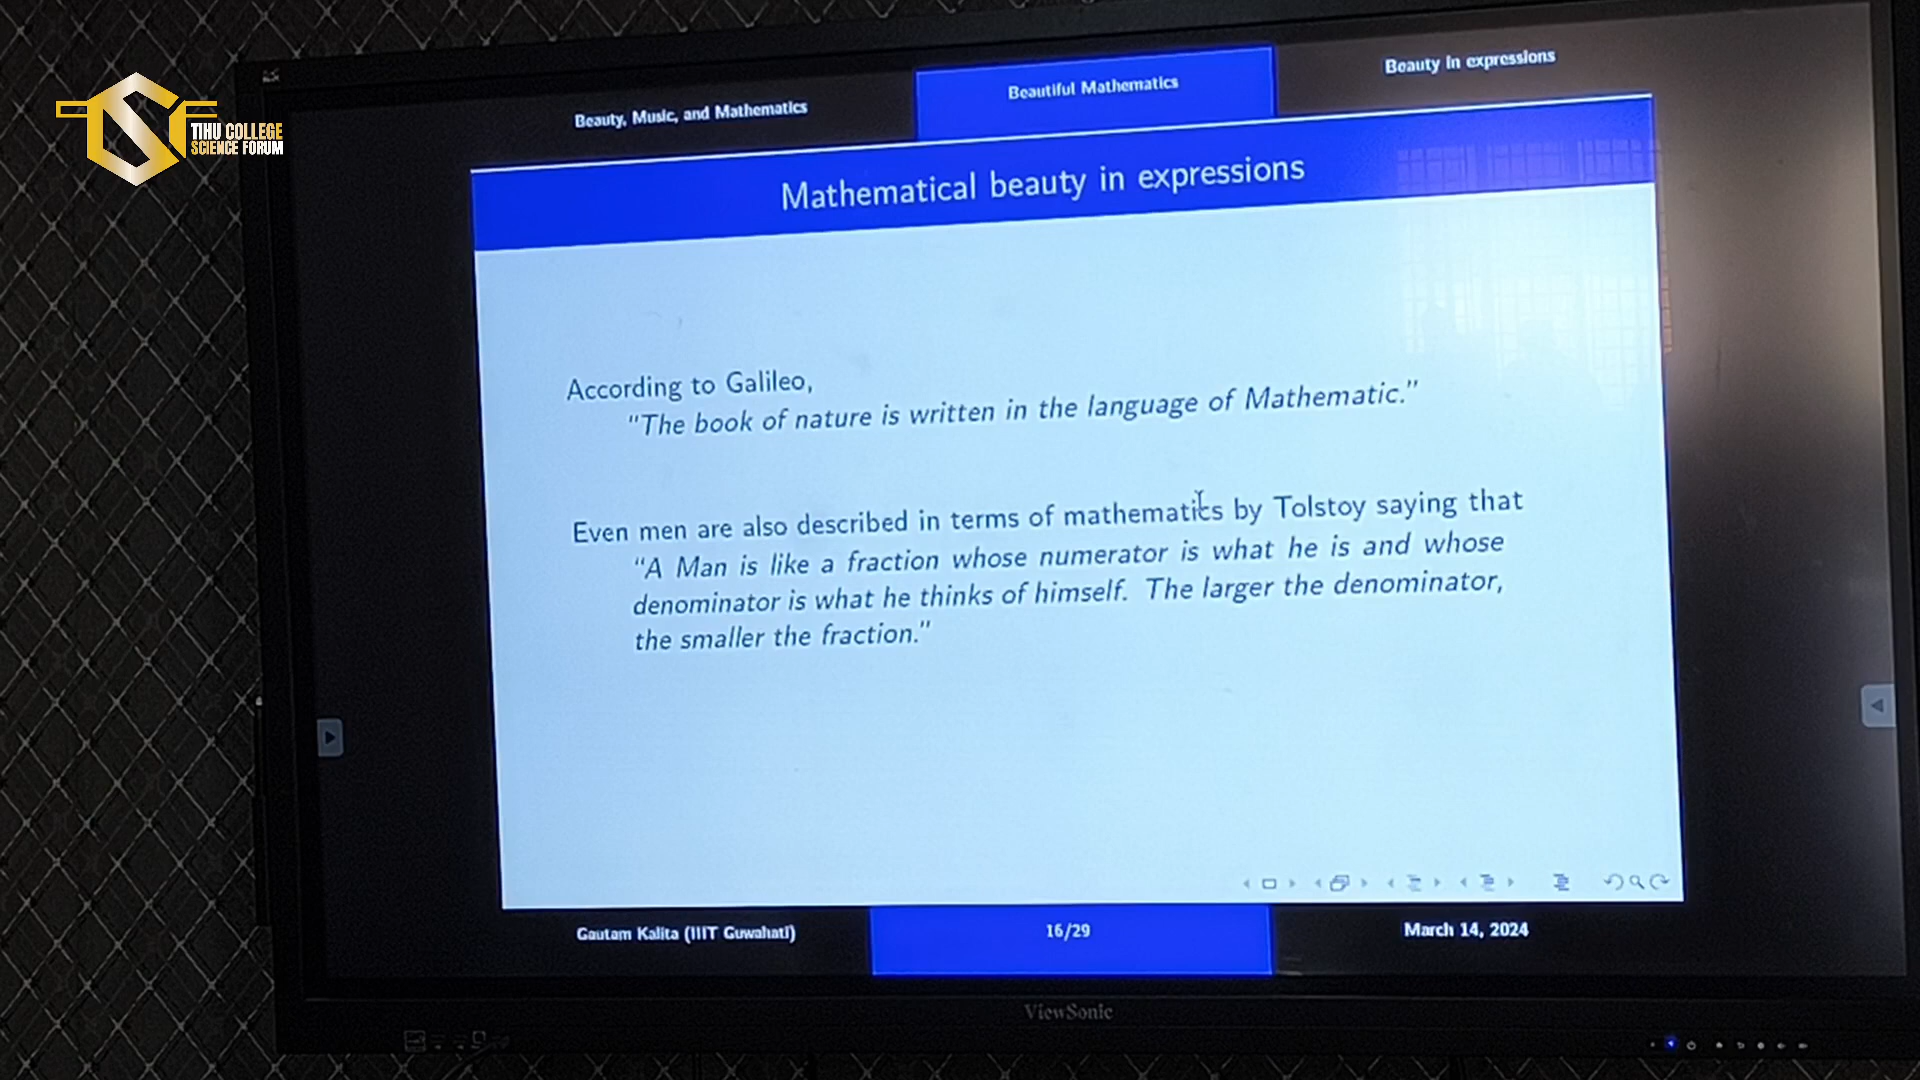 TIHU COLLEGE
SCIENCE FORUM
Beauty, Music, and Mathematics
Beautiful Mathematics
Beauty in expressions
Mathematical beauty in expressions
According to Galileo,
"The book of nature is written in the language of Mathematic."
Even men are also described in terms of mathematics by Tolstoy saying that
"A Man is like a fraction whose numerator is what he is and whose
denominator is what he thinks of himself. The larger the denominator,
the smaller the fraction."
Gautam Kalita (IIIT Guwahati)
16/29
March 14, 2024
ViewSonic